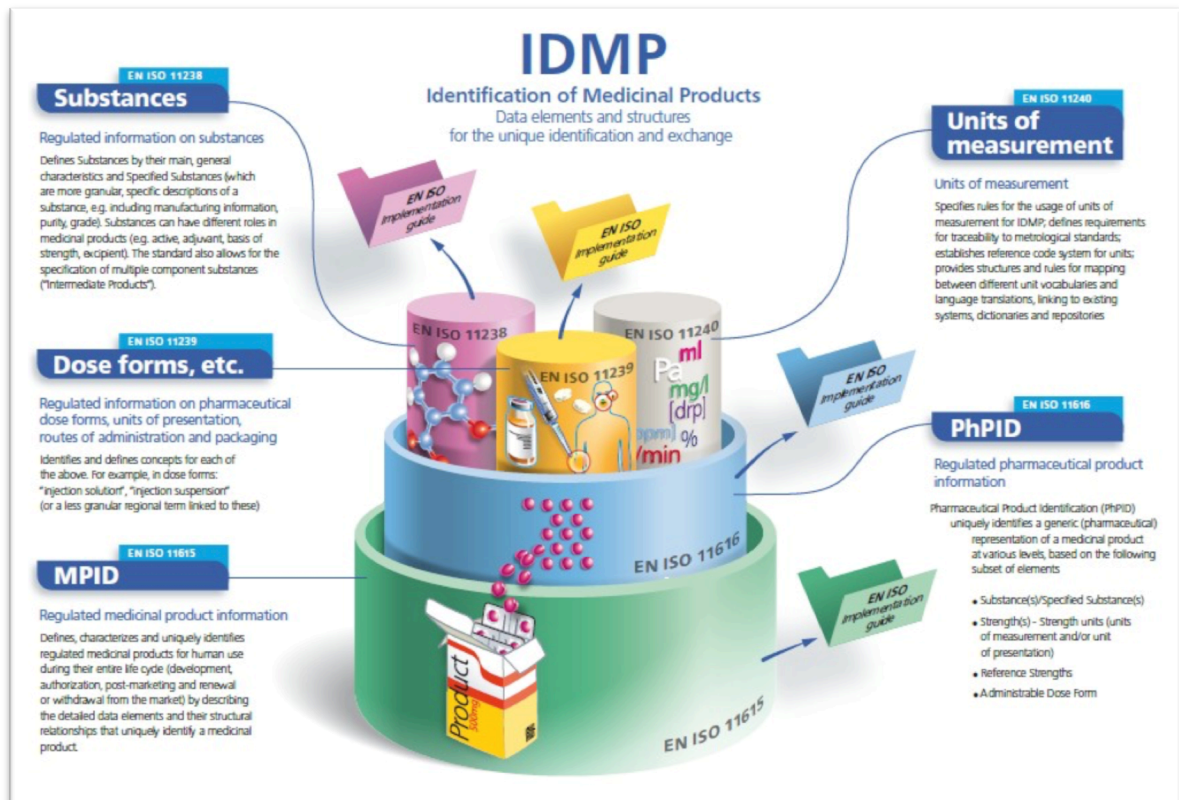 IDMP
Identification of Medicinal Products
Data elements and structures
for the unique identification and exchange
EN ISO 11238
Substances
Regulated information on substances
Defines Substances by their main, general
characteristics and Specified Substances (which
are more granular, specific descriptions of a
substance, e.g. including manufacturing information,
purity, grade). Substances can have different roles in
medicinal products (e.g. active, adjuvant, basis of
strength, excipient). The standard also allows for the
specification of multiple component substances
("Intermediate Products").
EN ISO 11239
Dose forms, etc.
Regulated information on pharmaceutical
dose forms, units of presentation,
routes of administration and packaging
Identifies and defines concepts for each of
the above. For example, in dose forms:
"injection solution", "injection suspension"
(or a less granular regional term linked to these)
EN ISO 11615
MPID
Regulated medicinal product information
Defines, characterizes and uniquely identifies
regulated medicinal products for human use
during their entire life cycle (development,
authorization, post-marketing and renewal
or withdrawal from the market) by describing
the detailed data elements and their structural
relationships that uniquely identify a medicinal
product.
EN ISO
Implementation
guide
EN ISO
Implementation
guide
EN ISO 11238
EN ISO 11239
EN ISO 11240
ml
Pa
mg/l
[drp]
[ppm]
%
/min
EN ISO 11616
Product
500mg
EN ISO 11615
EN ISO
Implementation
guide
EN ISO
Implementation
guide
EN ISO 11240
Units of
measurement
Units of measurement
Specifies rules for the usage of units of
measurement for IDMP; defines requirements
for traceability to metrological standards;
establishes reference code system for units;
provides structures and rules for mapping
between different unit vocabularies and
language translations, linking to existing
systems, dictionaries and repositories
EN ISO 11616
PhPID
Regulated pharmaceutical product
information
Pharmaceutical Product Identification (PhPID)
uniquely identifies a generic (pharmaceutical)
representation of a medicinal product
at various levels, based on the following
subset of elements
• Substance(s)/Specified Substance(s)
• Strength(s) - Strength units (units
of measurement and/or unit
of presentation)
• Reference Strengths
• Administrable Dose Form